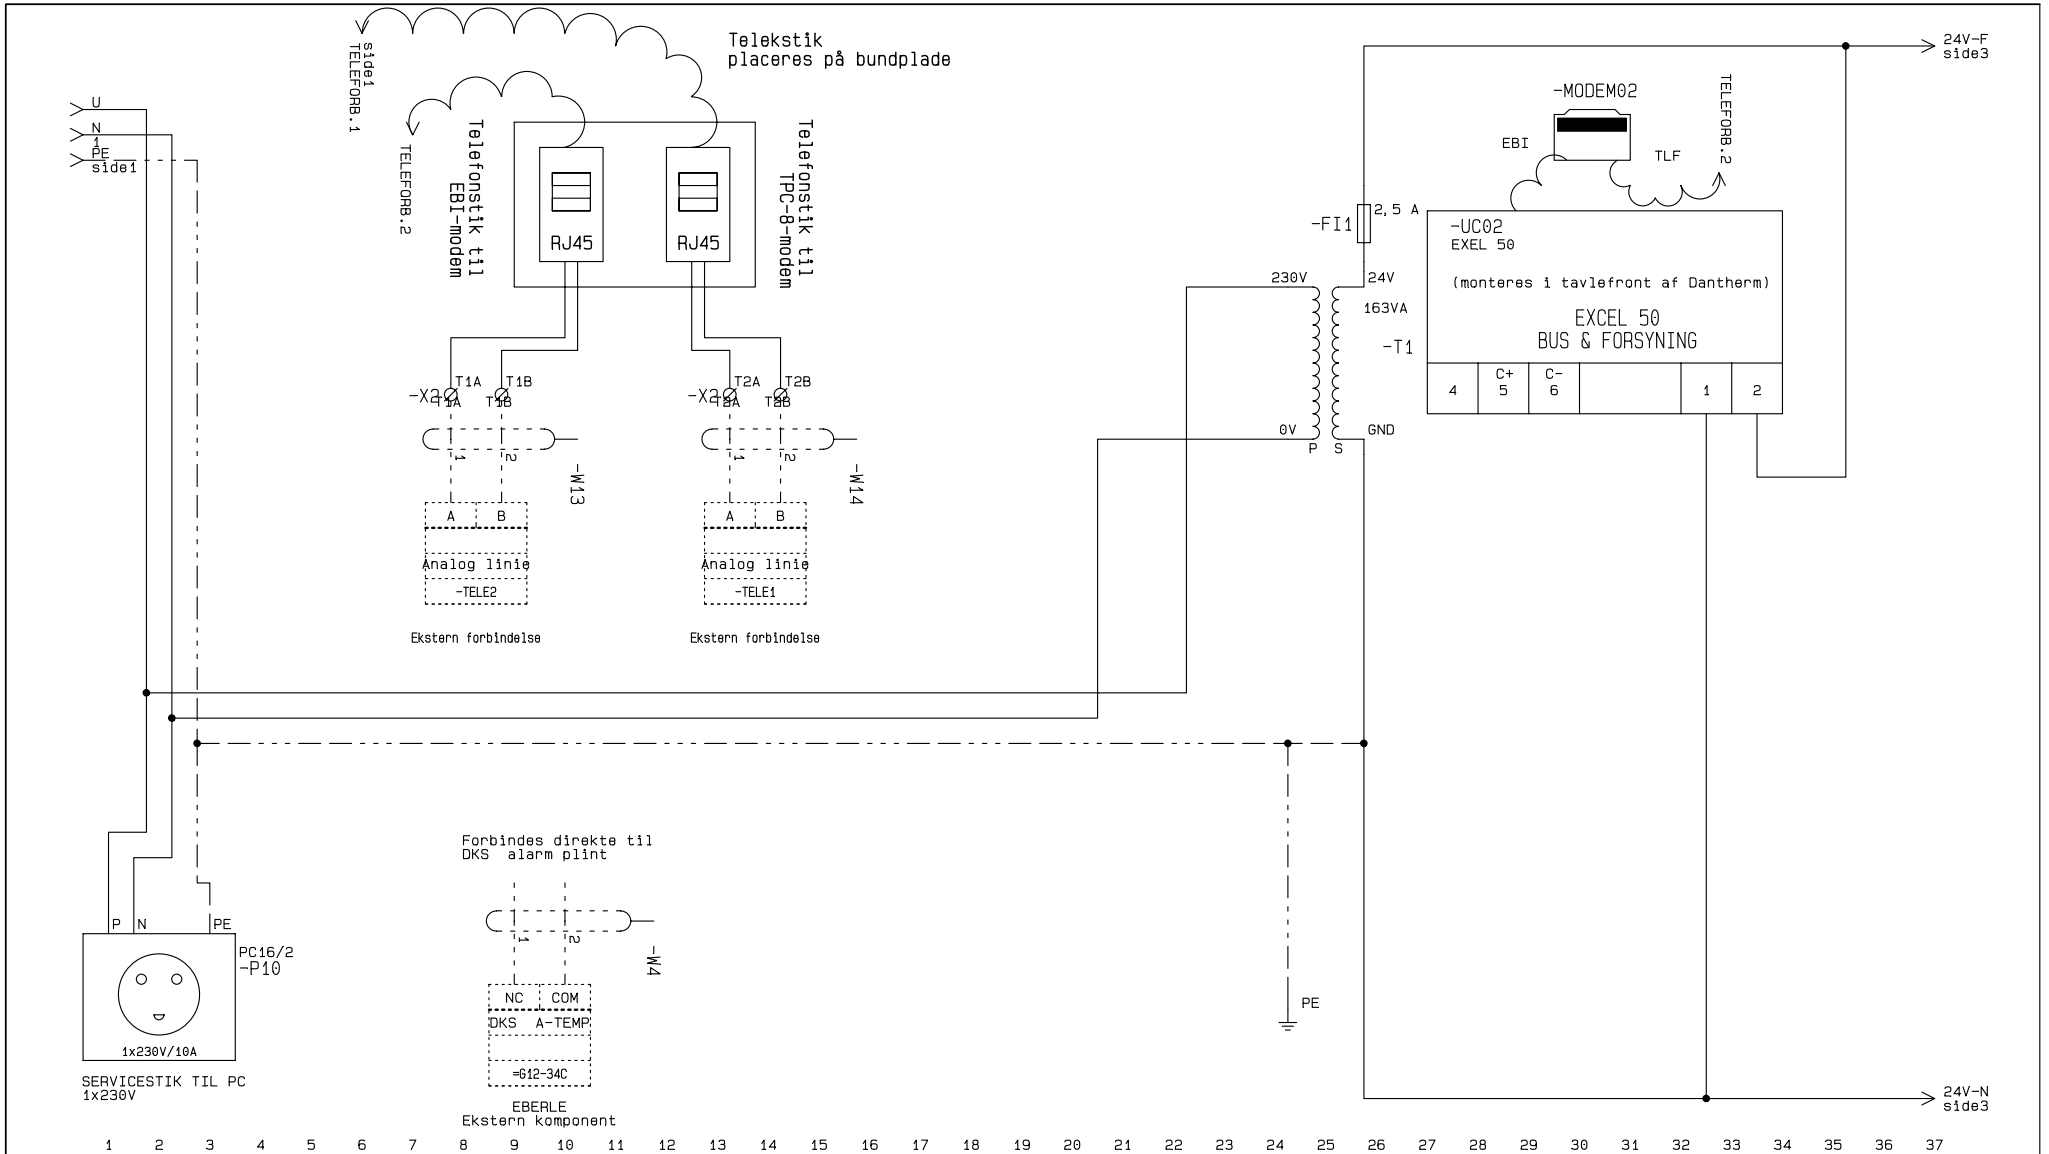 side1
TELEFORB.1
Telekstik
placeres på bundplade
24V-F
side3
U
N
1
PE
side1
TELEFORB.2
Telefonstik til
EBI-modem
RJ45
RJ45
Telefonstik til
TPC-8-modem
-MODEM02
EBI
TLF
TELEFORB.2
-FI1
2,5 A
-UC02
EXEL 50
(monteres i tavlefront af Dantherm)
EXCEL 50
BUS & FORSYNING
4
C+
5
C-
6
1
2
230V
24V
163VA
-T1
0V
GND
P
S
-X2
T1A
T1B
T1A
T1B
-X2
T2A
T2B
T2A
T2B
1
2
-W13
1
2
-W14
A
B
Analog linie
-TELE2
Ekstern forbindelse
A
B
Analog linie
-TELE1
Ekstern forbindelse
Forbindes direkte til
DKS alarm plint
1
2
-W4
NC
COM
DKS
A-TEMP
=G12-34C
EBERLE
Ekstern komponent
P
N
PE
PC16/2
-P10
1x230V/10A
SERVICESTIK TIL PC
1x230V
PE
24V-N
side3
1 2 3 4 5 6 7 8 9 10 11 12 13 14 15 16 17 18 19 20 21 22 23 24 25 26 27 28 29 30 31 32 33 34 35 36 37